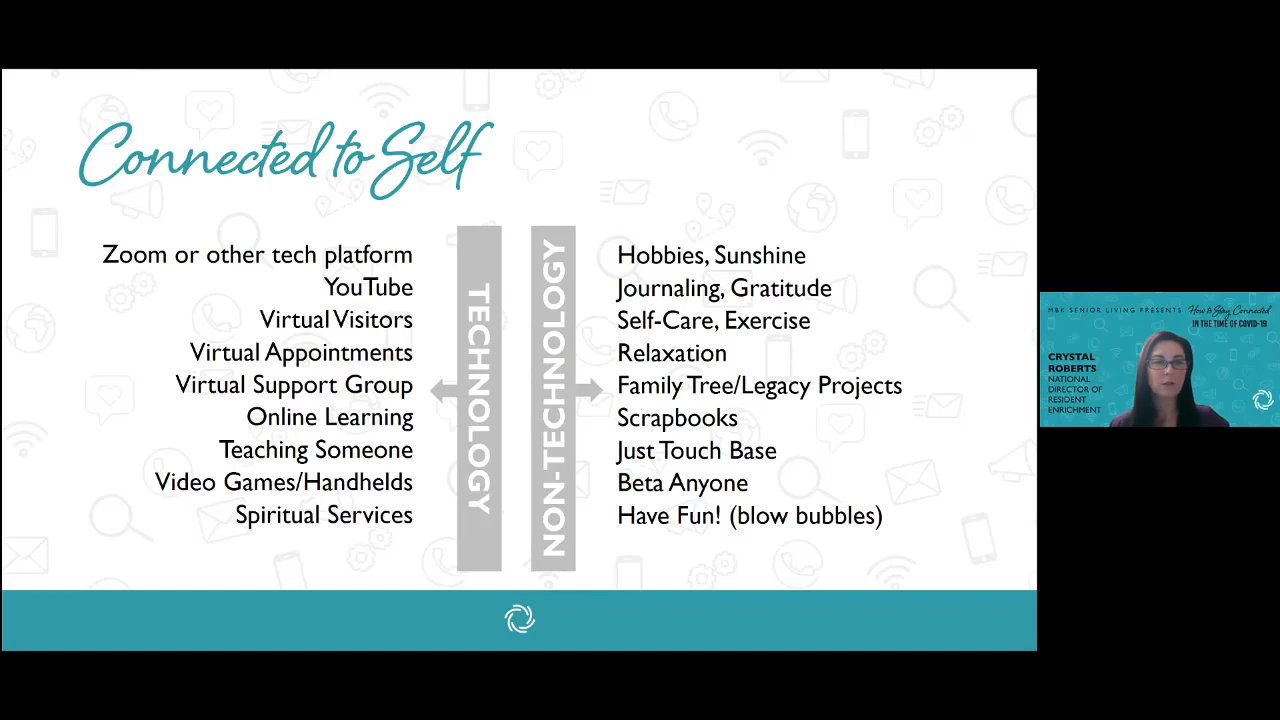 Connected to Self
Zoom or other tech platform
YouTube
Virtual Visitors
Virtual Appointments
Virtual Support Group
Online Learning
Teaching Someone
Video Games/Handhelds
Spiritual Services
TECHNOLOGY
NON-TECHNOLOGY
Hobbies, Sunshine
Journaling, Gratitude
Self-Care, Exercise
Relaxation
Family Tree/Legacy Projects
Scrapbooks
Just Touch Base
Beta Anyone
Have Fun! (blow bubbles)
MBK SENIOR LIVING PRESENTS
How to Stay Connected
IN THE TIME OF COVID-19
CRYSTAL
ROBERTS
NATIONAL
DIRECTOR OF
RESIDENT
ENRICHMENT